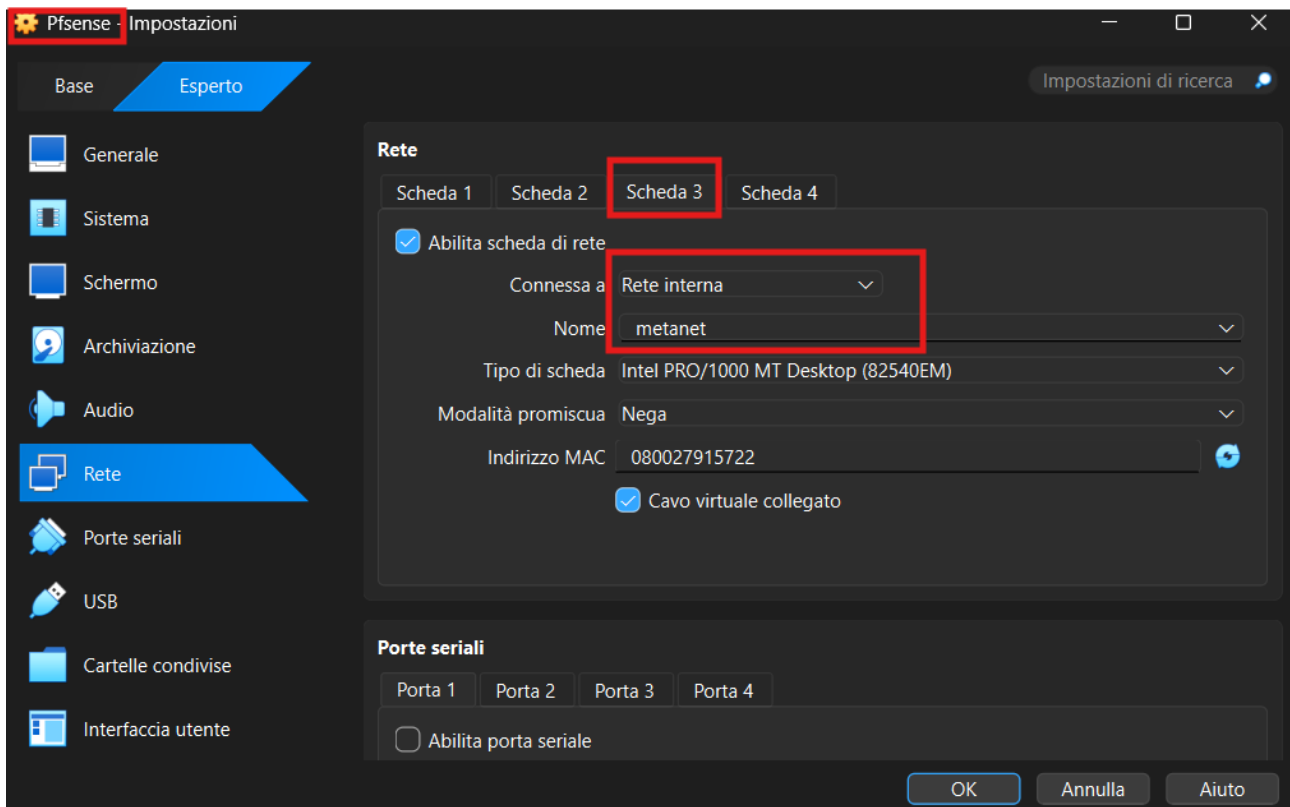 Pfsense - Impostazioni
Base
Esperto
Impostazioni di ricerca
Generale
Sistema
Schermo
Archiviazione
Audio
Rete
Porte seriali
USB
Cartelle condivise
Interfaccia utente
Rete
Scheda 1 Scheda 2 Scheda 3 Scheda 4
Abilita scheda di rete
Connessa a Rete interna
Nome metanet
Tipo di scheda Intel PRO/1000 MT Desktop (82540EM)
Modalità promiscua Nega
Indirizzo MAC 080027915722
Cavo virtuale collegato
Porte seriali
Porta 1 Porta 2 Porta 3 Porta 4
Abilita porta seriale
OK Annulla Aiuto